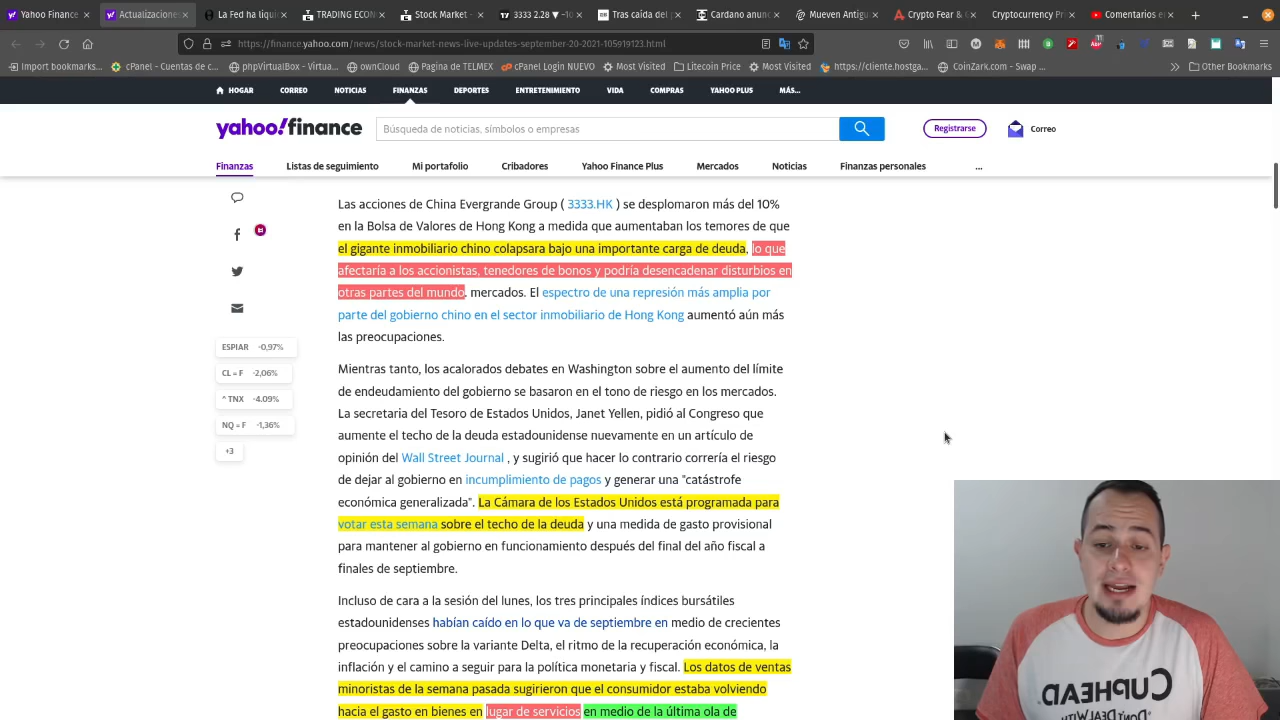 Yahoo
Actuali
TRADING ECON
Stock Market -
3333 2.28 ▼ -10
Suben y bajan las
Mueven Angulin!
Crypto Fear & G
Cryptocurrency Pri
Comentarios el
https://finance.yahoo.com/news/stock-market-news-live-updates-september-20-2021-105919123.html
Import bookmarks... cPanel - Cuentas de c... phpVirtualBox - Virtua... OnlyCloud Pagina de TELMEX cPanel Login NUEVO Most Visited Litecoin Price Most Visited https://cliente.hostga... CoinZark.com - Swap ...
HOGAR CORREO NOTICIAS FINANZAS DEPORTES ENTRETENIMIENTO VIDA COMPRAS YAHOO PLUS MÁS...
yahoo!finance
Búsqueda de noticias, símbolos o empresas
Registrarse
Correo
Finanzas Listas de seguimiento Mi portafolio Cribadores Yahoo Finance Plus Mercados Noticias Finanzas personales ...
Las acciones de China Evergrande Group ( 3333.HK ) se desplomaron más del 10%
en la Bolsa de Valores de Hong Kong a medida que aumentaban los temores de que
el gigante inmobiliario chino colapsara bajo una importante carga de deuda, lo que
afectaría a los accionistas, tenedores de bonos y podría desencadenar disturbios en
otras partes del mundo. mercados. El espectro de una represión más amplia por
parte del gobierno chino en el sector inmobiliario de Hong Kong aumentó aún más
las preocupaciones.
ESPIAR -0,97%
CL = F -2,06%
^ TNX -4.09%
NQ = F -1,36%
+3
Mientras tanto, los acalorados debates en Washington sobre el aumento del límite
de endeudamiento del gobierno se basaron en el tono de riesgo en los mercados.
La secretaria del Tesoro de Estados Unidos, Janet Yellen, pidió al Congreso que
aumente el techo de la deuda estadounidense nuevamente en un artículo de
opinión del Wall Street Journal , y sugirió que hacer lo contrario correría el riesgo
de dejar al gobierno en incumplimiento de pagos y generar una "catástrofe
económica generalizada". La Cámara de los Estados Unidos está programada para
votar esta semana sobre el techo de la deuda y una medida de gasto provisional
para mantener al gobierno en funcionamiento después del final del año fiscal a
finales de septiembre.
Incluso de cara a la sesión del lunes, los tres principales índices bursátiles
estadounidenses habían caído en lo que va de septiembre en medio de crecientes
preocupaciones sobre la variante Delta, el ritmo de la recuperación económica, la
inflación y el camino a seguir para la política monetaria y fiscal. Los datos de ventas
minoristas de la semana pasada sugirieron que el consumidor estaba volviendo
hacia el gasto en bienes en lugar de servicios en medio de la última ola de
CUPHEAD
"DON'T DEAL WITH